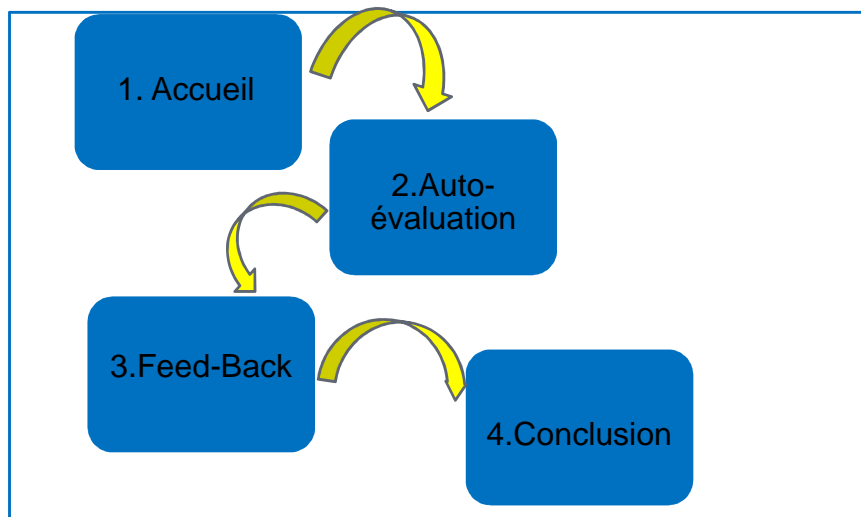 1. Accueil
2.Auto-
évaluation
3.Feed-Back
4.Conclusion